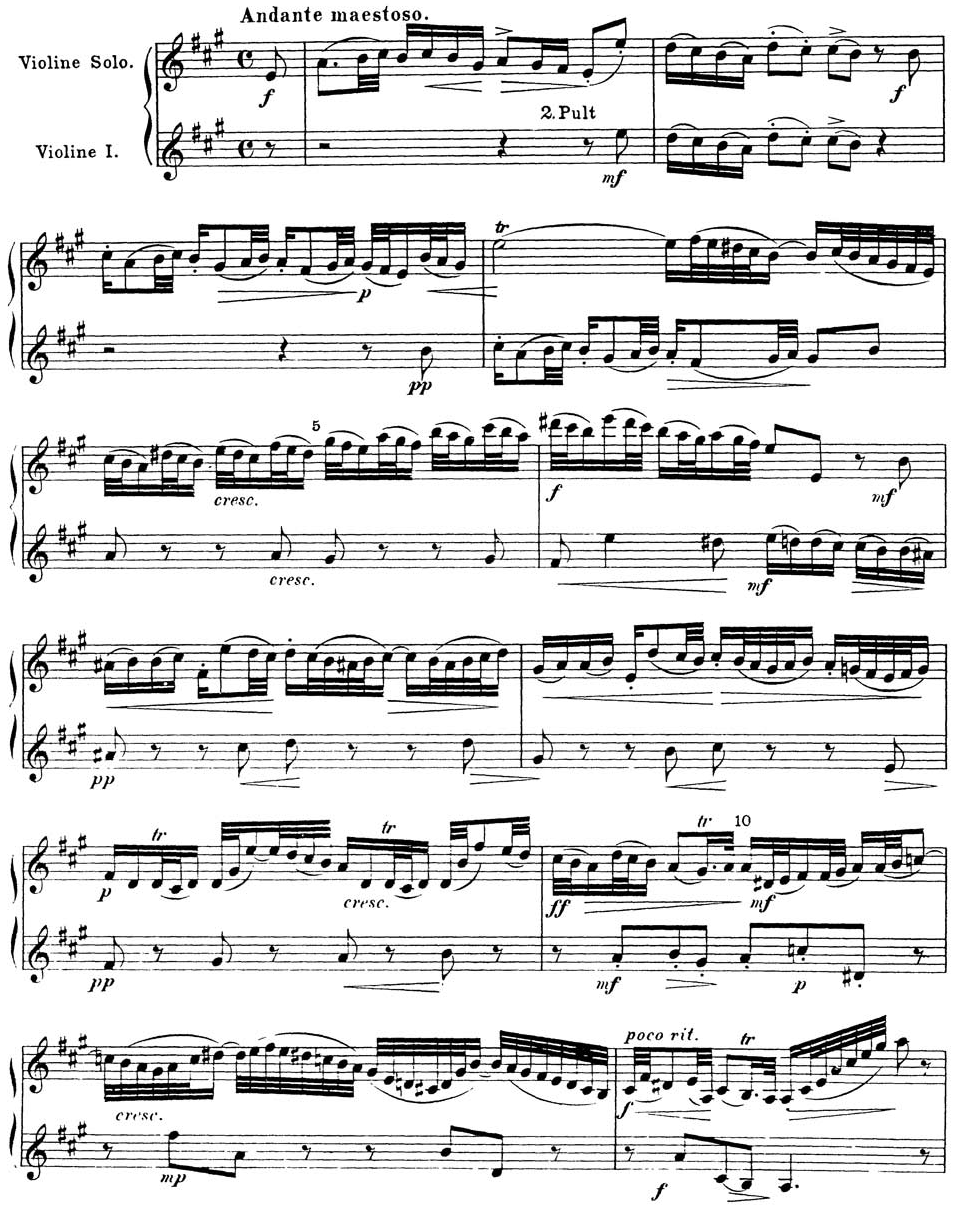 Andante maestoso.
Violine Solo.
f
f
2. Pult
Violine I.
mf
tr
p
pp
5
cresc.
f
mf
cresc.
mf
pp
tr
tr
tr
10
p
cresc.
ff
mf
pp
mf
p
poco rit.
tr
cresc.
f
mp
f